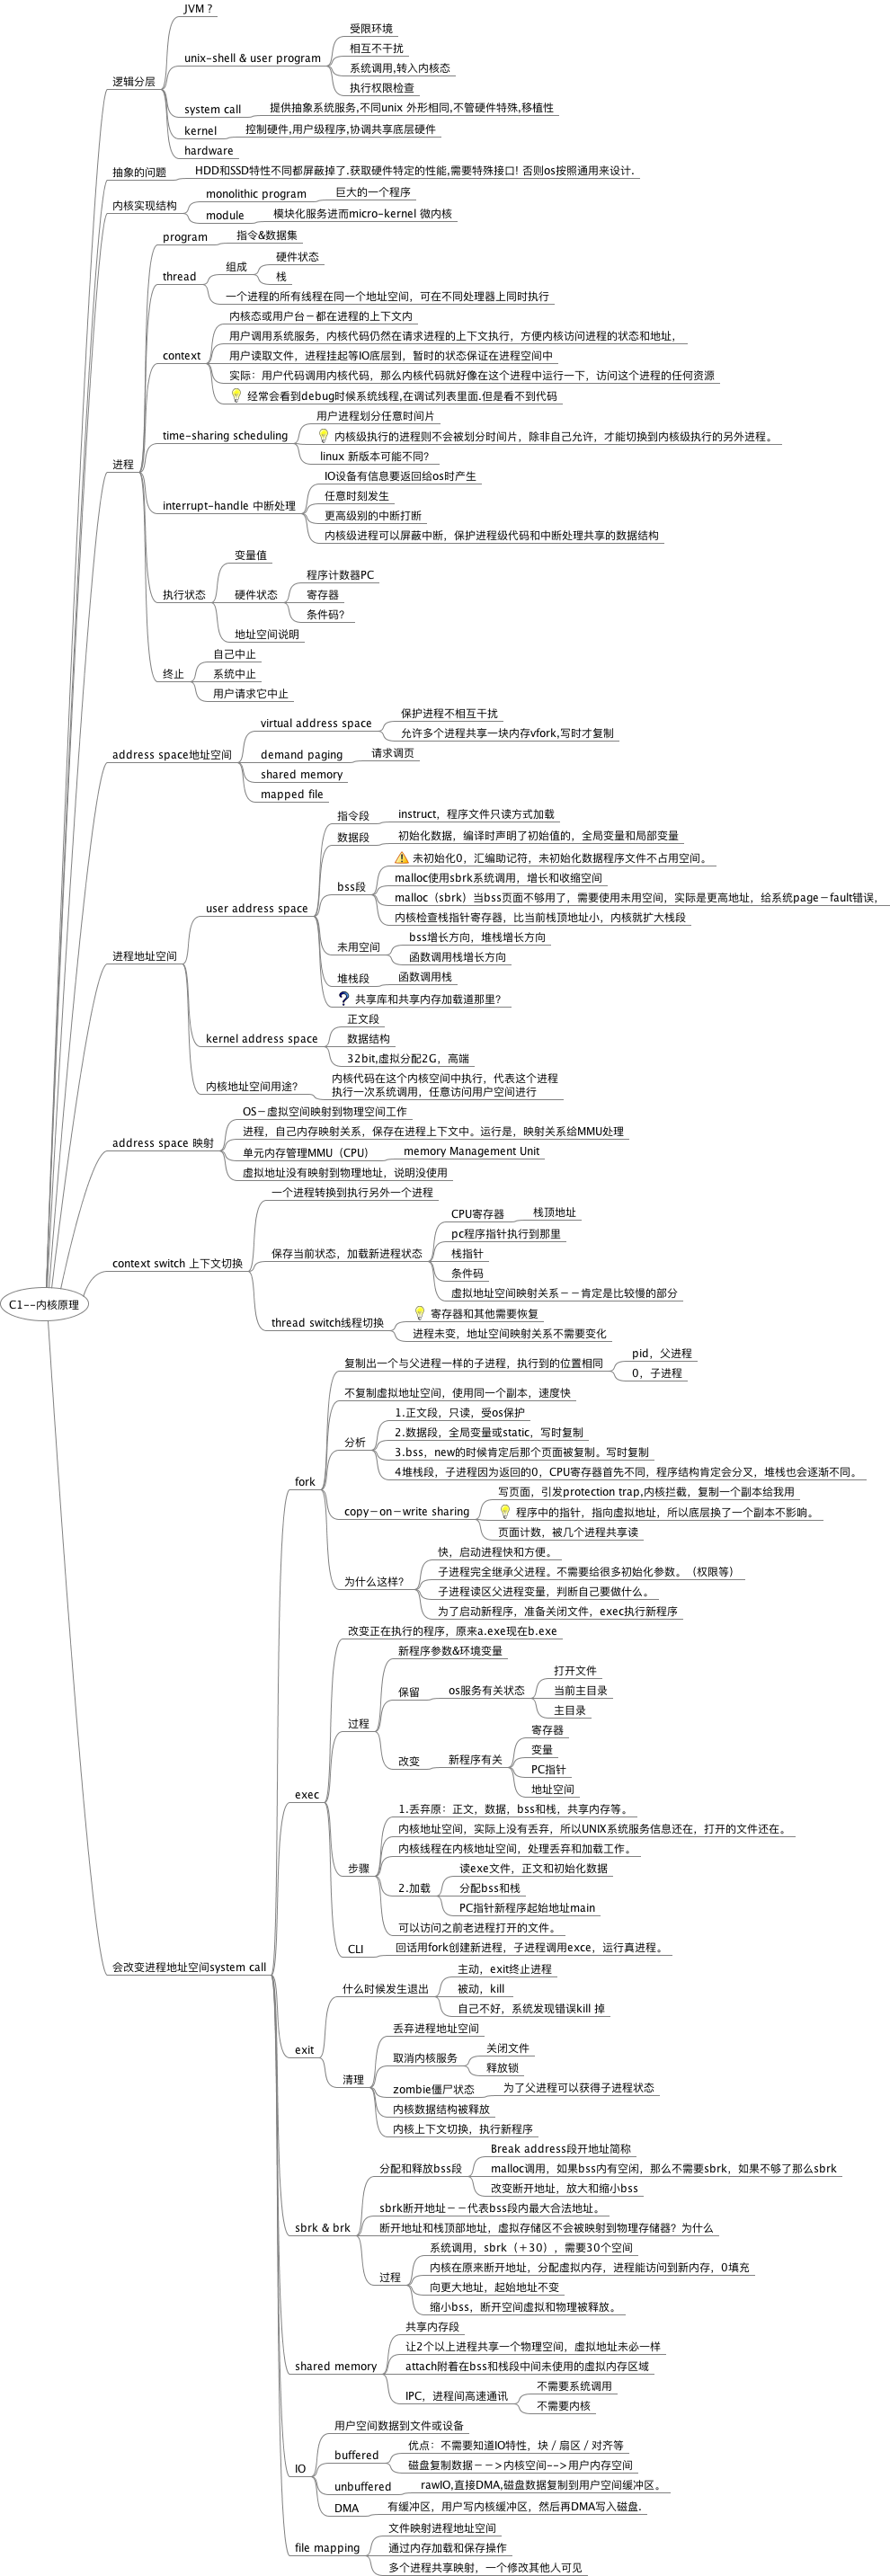 C1--内核原理
逻辑分层
JVM ?
unix-shell & user program
受限环境
相互不干扰
系统调用,转入内核态
执行权限检查
system call
提供抽象系统服务,不同unix 外形相同,不管硬件特殊,移植性
kernel
控制硬件,用户级程序,协调共享底层硬件
hardware
抽象的问题
HDD和SSD特性不同都屏蔽掉了.获取硬件特定的性能,需要特殊接口! 否则os按照通用来设计.
内核实现结构
monolithic program
巨大的一个程序
module
模块化服务进而micro-kernel 微内核
进程
program
指令&数据集
thread
组成
硬件状态
栈
一个进程的所有线程在同一个地址空间，可在不同处理器上同时执行
context
内核态或用户台－都在进程的上下文内
用户调用系统服务，内核代码仍然在请求进程的上下文执行，方便内核访问进程的状态和地址，
用户读取文件，进程挂起等IO底层到，暂时的状态保证在进程空间中
实际：用户代码调用内核代码，那么内核代码就好像在这个进程中运行一下，访问这个进程的任何资源
经常会看到debug时候系统线程,在调试列表里面.但是看不到代码
time-sharing scheduling
用户进程划分任意时间片
内核级执行的进程则不会被划分时间片，除非自己允许，才能切换到内核级执行的另外进程。
linux 新版本可能不同？
interrupt-handle 中断处理
IO设备有信息要返回给os时产生
任意时刻发生
更高级别的中断打断
内核级进程可以屏蔽中断，保护进程级代码和中断处理共享的数据结构
执行状态
变量值
硬件状态
程序计数器PC
寄存器
条件码？
地址空间说明
终止
自己中止
系统中止
用户请求它中止
address space地址空间
virtual address space
保护进程不相互干扰
允许多个进程共享一块内存vfork,写时才复制
demand paging
请求调页
shared memory
mapped file
进程地址空间
user address space
指令段
instruct，程序文件只读方式加载
数据段
初始化数据，编译时声明了初始值的，全局变量和局部变量
bss段
未初始化0，汇编助记符，未初始化数据程序文件不占用空间。
malloc使用sbrk系统调用，增长和收缩空间
malloc（sbrk）当bss页面不够用了，需要使用未用空间，实际是更高地址，给系统page－fault错误，
内核检查栈指针寄存器，比当前栈顶地址小，内核就扩大栈段
未用空间
bss增长方向，堆栈增长方向
函数调用栈增长方向
堆栈段
函数调用栈
共享库和共享内存加载道那里？
kernel address space
正文段
数据结构
32bit,虚拟分配2G，高端
内核地址空间用途？
内核代码在这个内核空间中执行，代表这个进程
执行一次系统调用，任意访问用户空间进行
address space 映射
OS－虚拟空间映射到物理空间工作
进程，自己内存映射关系，保存在进程上下文中。运行是，映射关系给MMU处理
单元内存管理MMU（CPU）
memory Management Unit
虚拟地址没有映射到物理地址，说明没使用
context switch 上下文切换
一个进程转换到执行另外一个进程
保存当前状态，加载新进程状态
CPU寄存器
栈顶地址
pc程序指针执行到那里
栈指针
条件码
虚拟地址空间映射关系－－肯定是比较慢的部分
thread switch线程切换
寄存器和其他需要恢复
进程未变，地址空间映射关系不需要变化
会改变进程地址空间system call
fork
复制出一个与父进程一样的子进程，执行到的位置相同
pid，父进程
0，子进程
不复制虚拟地址空间，使用同一个副本，速度快
分析
1.正文段，只读，受os保护
2.数据段，全局变量或static，写时复制
3.bss，new的时候肯定后那个页面被复制。写时复制
4堆栈段，子进程因为返回的0，CPU寄存器首先不同，程序结构肯定会分叉，堆栈也会逐渐不同。
copy－on－write sharing
写页面，引发protection trap,内核拦截，复制一个副本给我用
程序中的指针，指向虚拟地址，所以底层换了一个副本不影响。
页面计数，被几个进程共享读
为什么这样？
快，启动进程快和方便。
子进程完全继承父进程。不需要给很多初始化参数。（权限等）
子进程读区父进程变量，判断自己要做什么。
为了启动新程序，准备关闭文件，exec执行新程序
exec
改变正在执行的程序，原来a.exe现在b.exe
过程
新程序参数&环境变量
保留
os服务有关状态
打开文件
当前主目录
主目录
改变
新程序有关
寄存器
变量
PC指针
地址空间
步骤
1.丢弃原：正文，数据，bss和栈，共享内存等。
内核地址空间，实际上没有丢弃，所以UNIX系统服务信息还在，打开的文件还在。
内核线程在内核地址空间，处理丢弃和加载工作。
2.加载
读exe文件，正文和初始化数据
分配bss和栈
PC指针新程序起始地址main
可以访问之前老进程打开的文件。
CLI
回话用fork创建新进程，子进程调用exce，运行真进程。
exit
什么时候发生退出
主动，exit终止进程
被动，kill
自己不好，系统发现错误kill 掉
清理
丢弃进程地址空间
取消内核服务
关闭文件
释放锁
zombie僵尸状态
为了父进程可以获得子进程状态
内核数据结构被释放
内核上下文切换，执行新程序
sbrk & brk
分配和释放bss段
Break address段开地址简称
malloc调用，如果bss内有空闲，那么不需要sbrk，如果不够了那么sbrk
改变断开地址，放大和缩小bss
sbrk断开地址－－代表bss段内最大合法地址。
断开地址和栈顶部地址，虚拟存储区不会被映射到物理存储器？为什么
过程
系统调用，sbrk（＋30），需要30个空间
内核在原来断开地址，分配虚拟内存，进程能访问到新内存，0填充
向更大地址，起始地址不变
缩小bss，断开空间虚拟和物理被释放。
shared memory
共享内存段
让2个以上进程共享一个物理空间，虚拟地址未必一样
attach附着在bss和栈段中间未使用的虚拟内存区域
IPC，进程间高速通讯
不需要系统调用
不需要内核
IO
用户空间数据到文件或设备
buffered
优点：不需要知道IO特性，块／扇区／对齐等
磁盘复制数据－－>内核空间-->用户内存空间
unbuffered
rawIO,直接DMA,磁盘数据复制到用户空间缓冲区。
DMA
有缓冲区，用户写内核缓冲区，然后再DMA写入磁盘.
file mapping
文件映射进程地址空间
通过内存加载和保存操作
多个进程共享映射，一个修改其他人可见